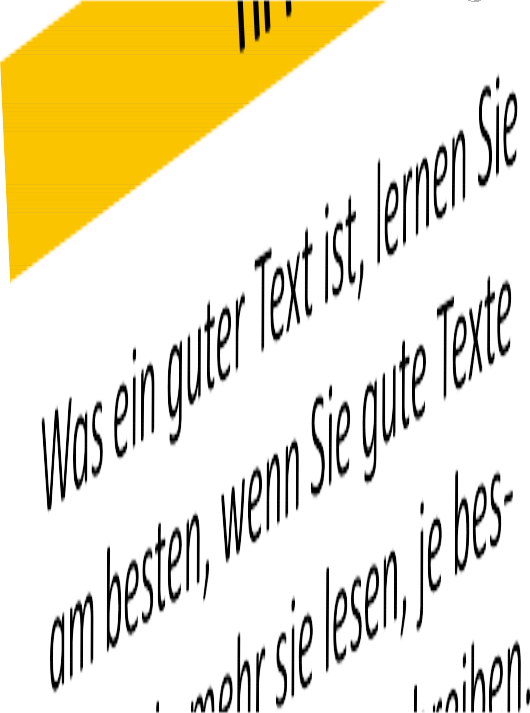 Was ein guter Text ist, lernen Sie
am besten, wenn Sie gute Texte
mehr sie lesen, je bes-